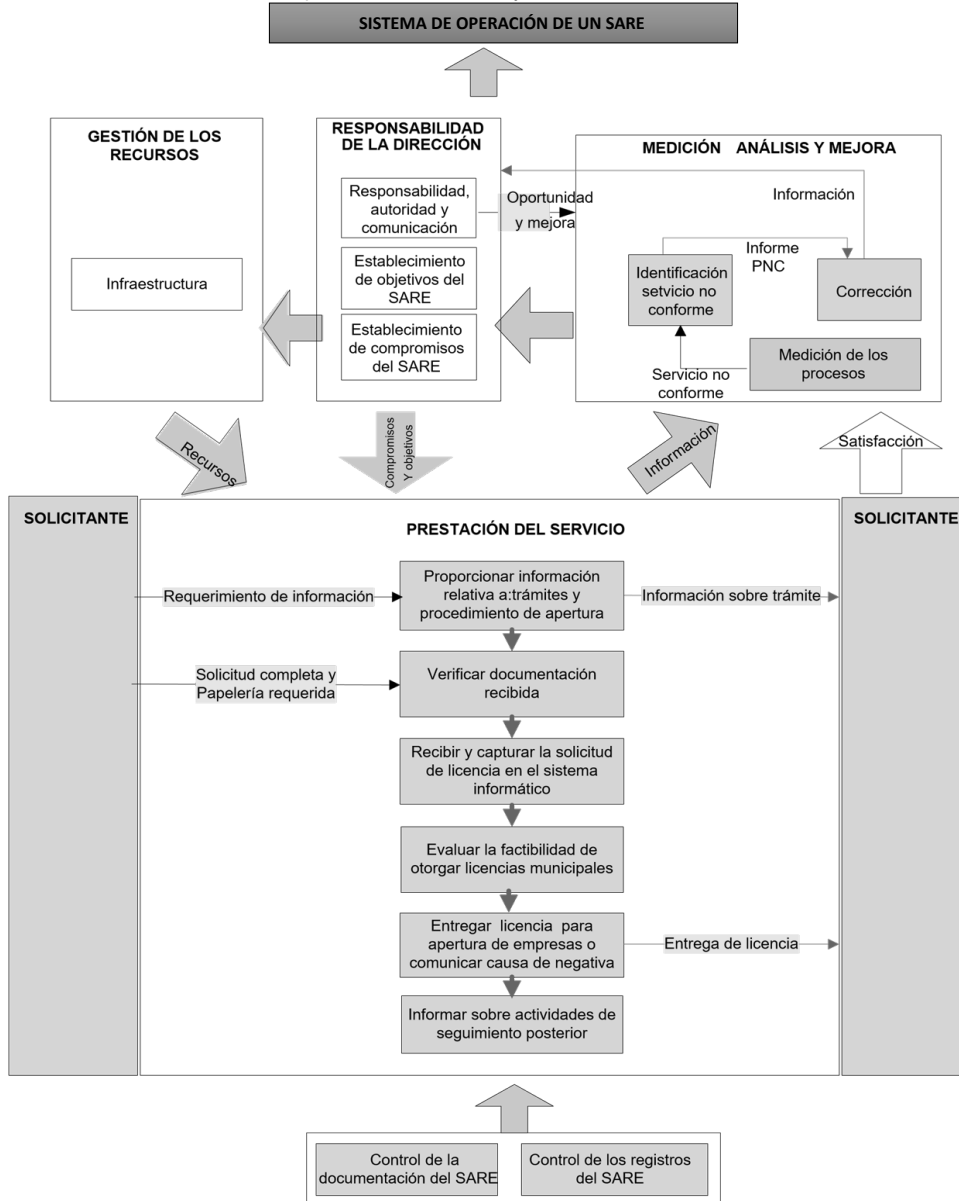 SISTEMA DE OPERACIÓN DE UN SARE
GESTIÓN DE LOS
RECURSOS
Infraestructura
RESPONSABILIDAD
DE LA DIRECCIÓN
Responsabilidad,
autoridad y
comunicación
Establecimiento
de objetivos del
SARE
Establecimiento
de compromisos
del SARE
Oportunidad
y mejora
MEDICIÓN ANÁLISIS Y MEJORA
Información
Informe
PNC
Identificación
setvicio no
conforme
Corrección
Medición de los
procesos
Servicio no
conforme
Recursos
Compromisos
Y objetivos
Información
Satisfacción
SOLICITANTE
PRESTACIÓN DEL SERVICIO
SOLICITANTE
Requerimiento de información
Proporcionar información
relativa a:trámites y
procedimiento de apertura
Información sobre trámite
Solicitud completa y
Papelería requerida
Verificar documentación
recibida
Recibir y capturar la solicitud
de licencia en el sistema
informático
Evaluar la factibilidad de
otorgar licencias municipales
Entregar licencia para
apertura de empresas o
comunicar causa de negativa
Entrega de licencia
Informar sobre actividades de
seguimiento posterior
Control de la
documentación del SARE
Control de los registros
del SARE